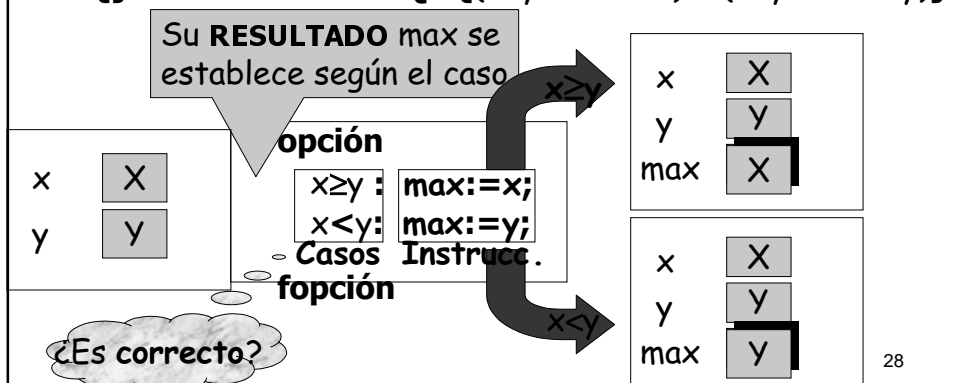 Su RESULTADO max se
establece según el caso
x X
y Y
opción
x≥y : max:=x;
x<y: max:=y;
Casos Instrucc.
fopción
¿Es correcto?
x≥y
x<y
x X
y Y
max X
x X
y Y
max Y
28